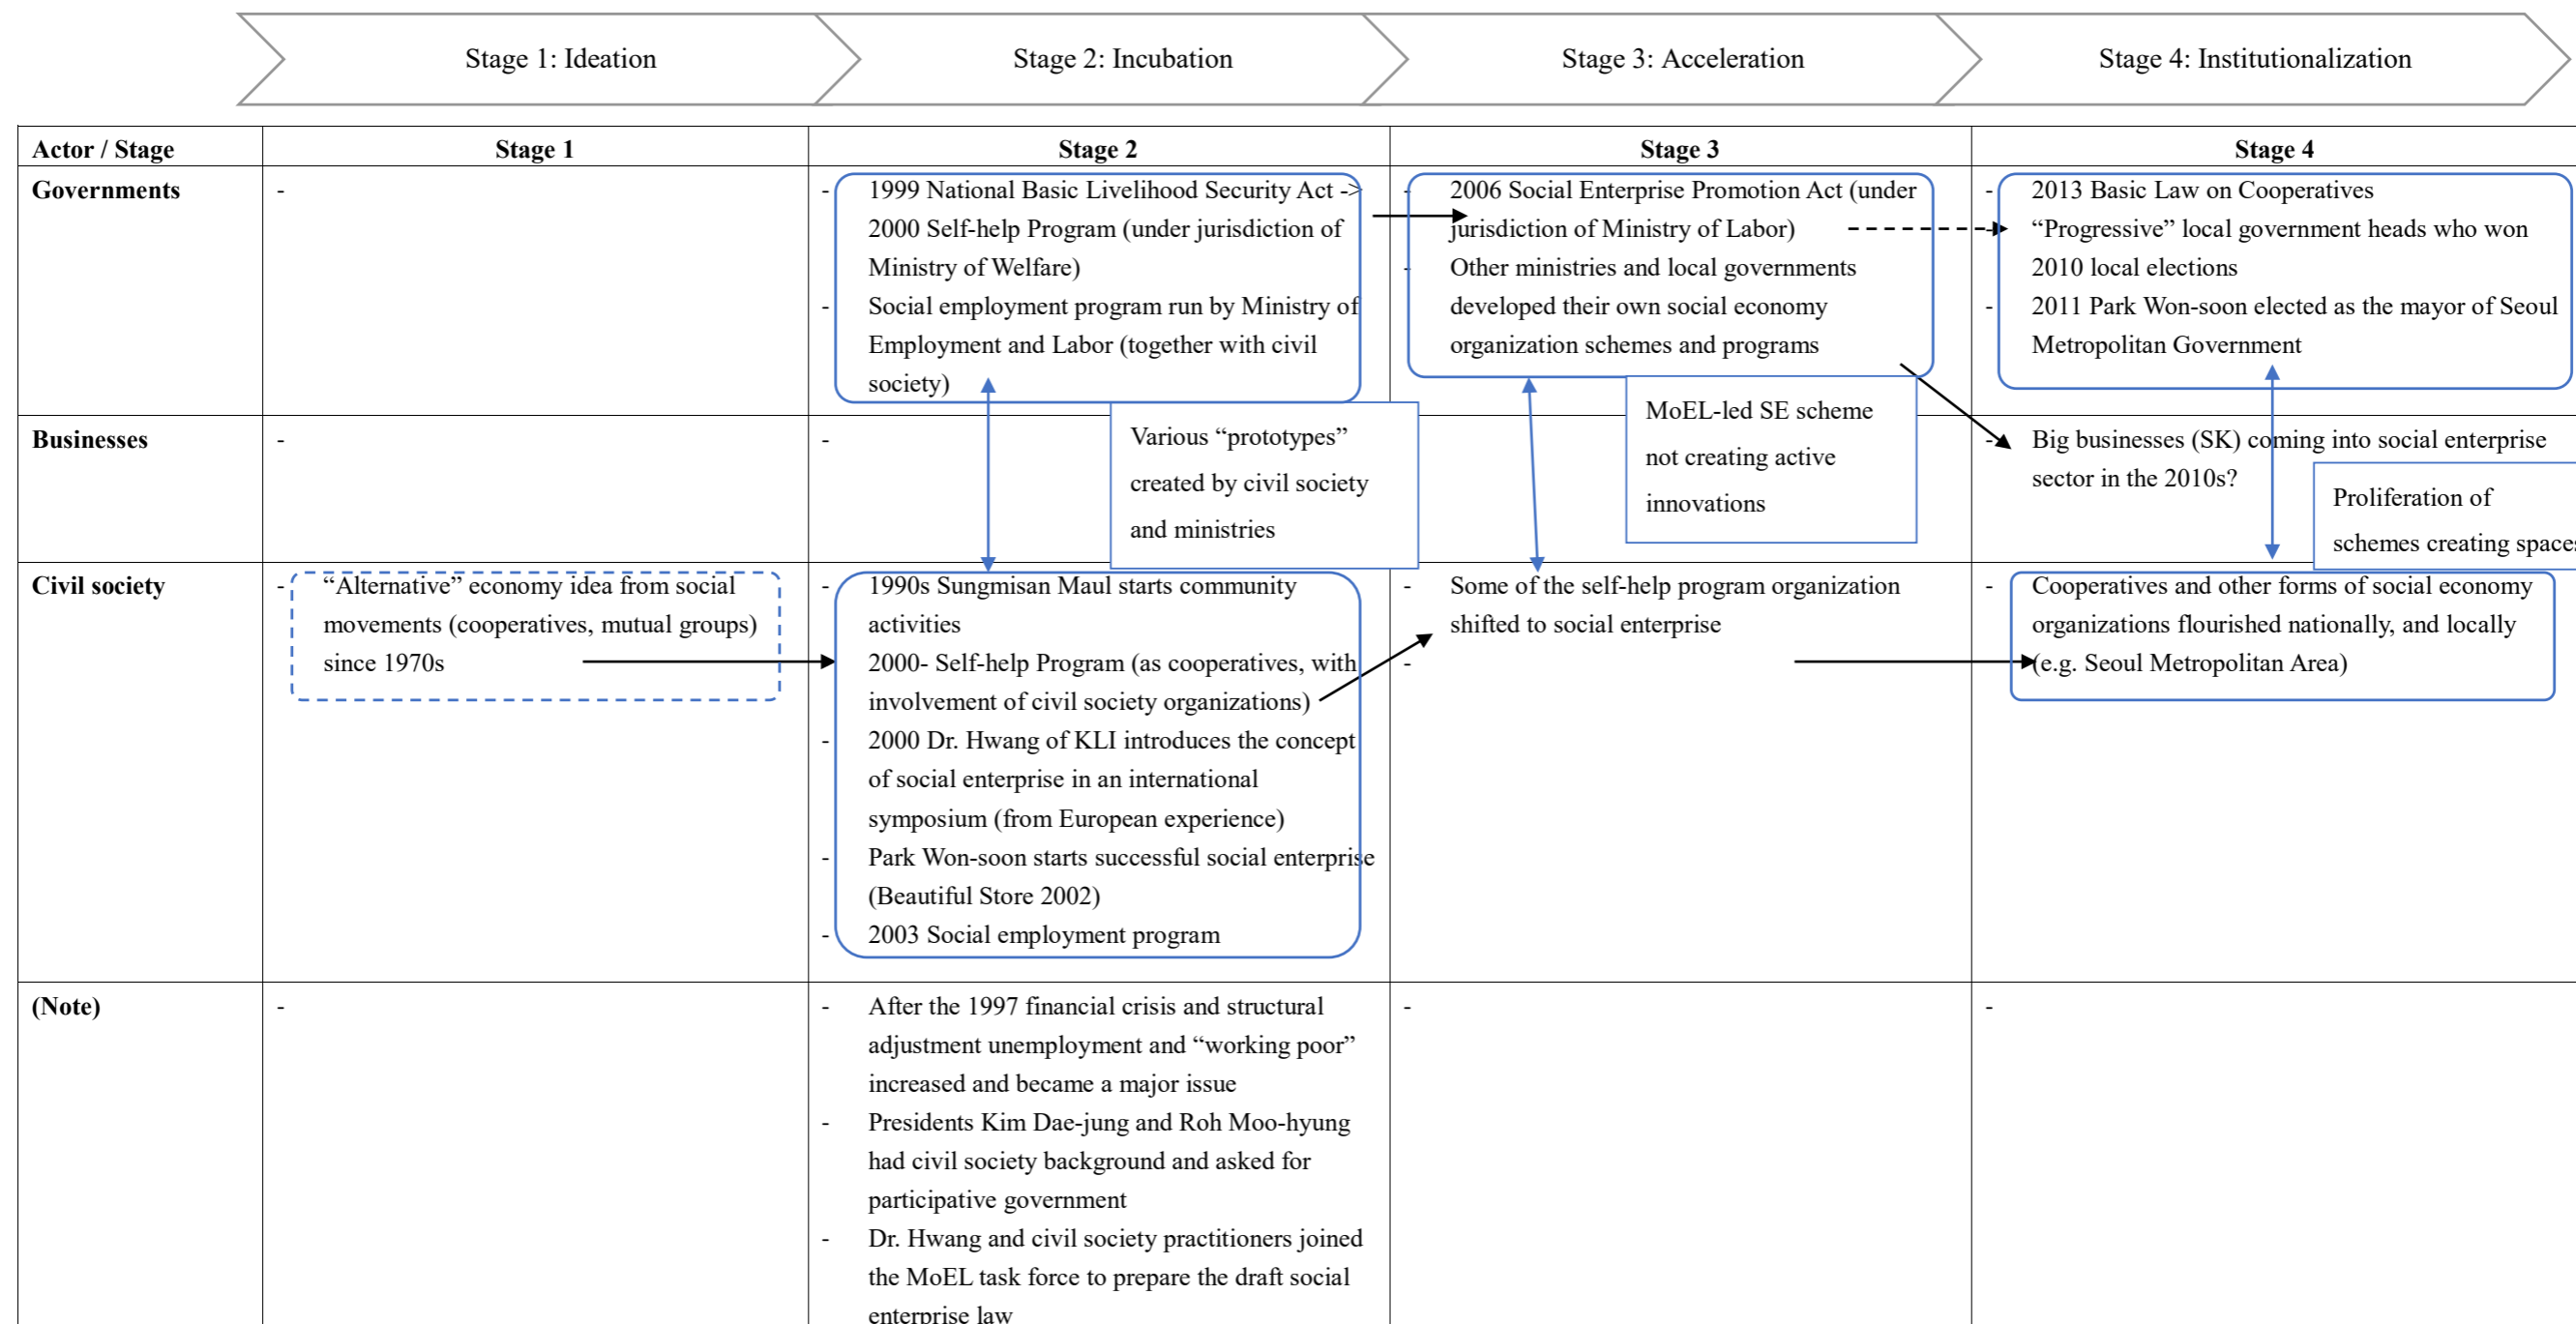 Stage 1: Ideation
Stage 2: Incubation
Stage 3: Acceleration
Stage 4: Institutionalization
Actor / Stage
Stage 1
Stage 2
Stage 3
Stage 4
Governments
-
- 1999 National Basic Livelihood Security Act ->
2000 Self-help Program (under jurisdiction of
Ministry of Welfare)
- Social employment program run by Ministry of
Employment and Labor (together with civil
society)
- 2006 Social Enterprise Promotion Act (under
jurisdiction of Ministry of Labor)
- Other ministries and local governments
developed their own social economy
organization schemes and programs
- 2013 Basic Law on Cooperatives
- “Progressive” local government heads who won
2010 local elections
- 2011 Park Won-soon elected as the mayor of Seoul
Metropolitan Government
Businesses
-
-
Various “prototypes”
created by civil society
and ministries
MoEL-led SE scheme
not creating active
innovations
- Big businesses (SK) coming into social enterprise
sector in the 2010s?
Proliferation of
schemes creating spaces
Civil society
- “Alternative” economy idea from social
movements (cooperatives, mutual groups)
since 1970s
- 1990s Sungmisan Maul starts community
activities
2000- Self-help Program (as cooperatives, with
involvement of civil society organizations)
- 2000 Dr. Hwang of KLI introduces the concept
of social enterprise in an international
symposium (from European experience)
- Park Won-soon starts successful social enterprise
(Beautiful Store 2002)
- 2003 Social employment program
- Some of the self-help program organization
shifted to social enterprise
-
- Cooperatives and other forms of social economy
organizations flourished nationally, and locally
(e.g. Seoul Metropolitan Area)
(Note)
-
- After the 1997 financial crisis and structural
adjustment unemployment and “working poor”
increased and became a major issue
- Presidents Kim Dae-jung and Roh Moo-hyung
had civil society background and asked for
participative government
- Dr. Hwang and civil society practitioners joined
the MoEL task force to prepare the draft social
enterprise law
-
-